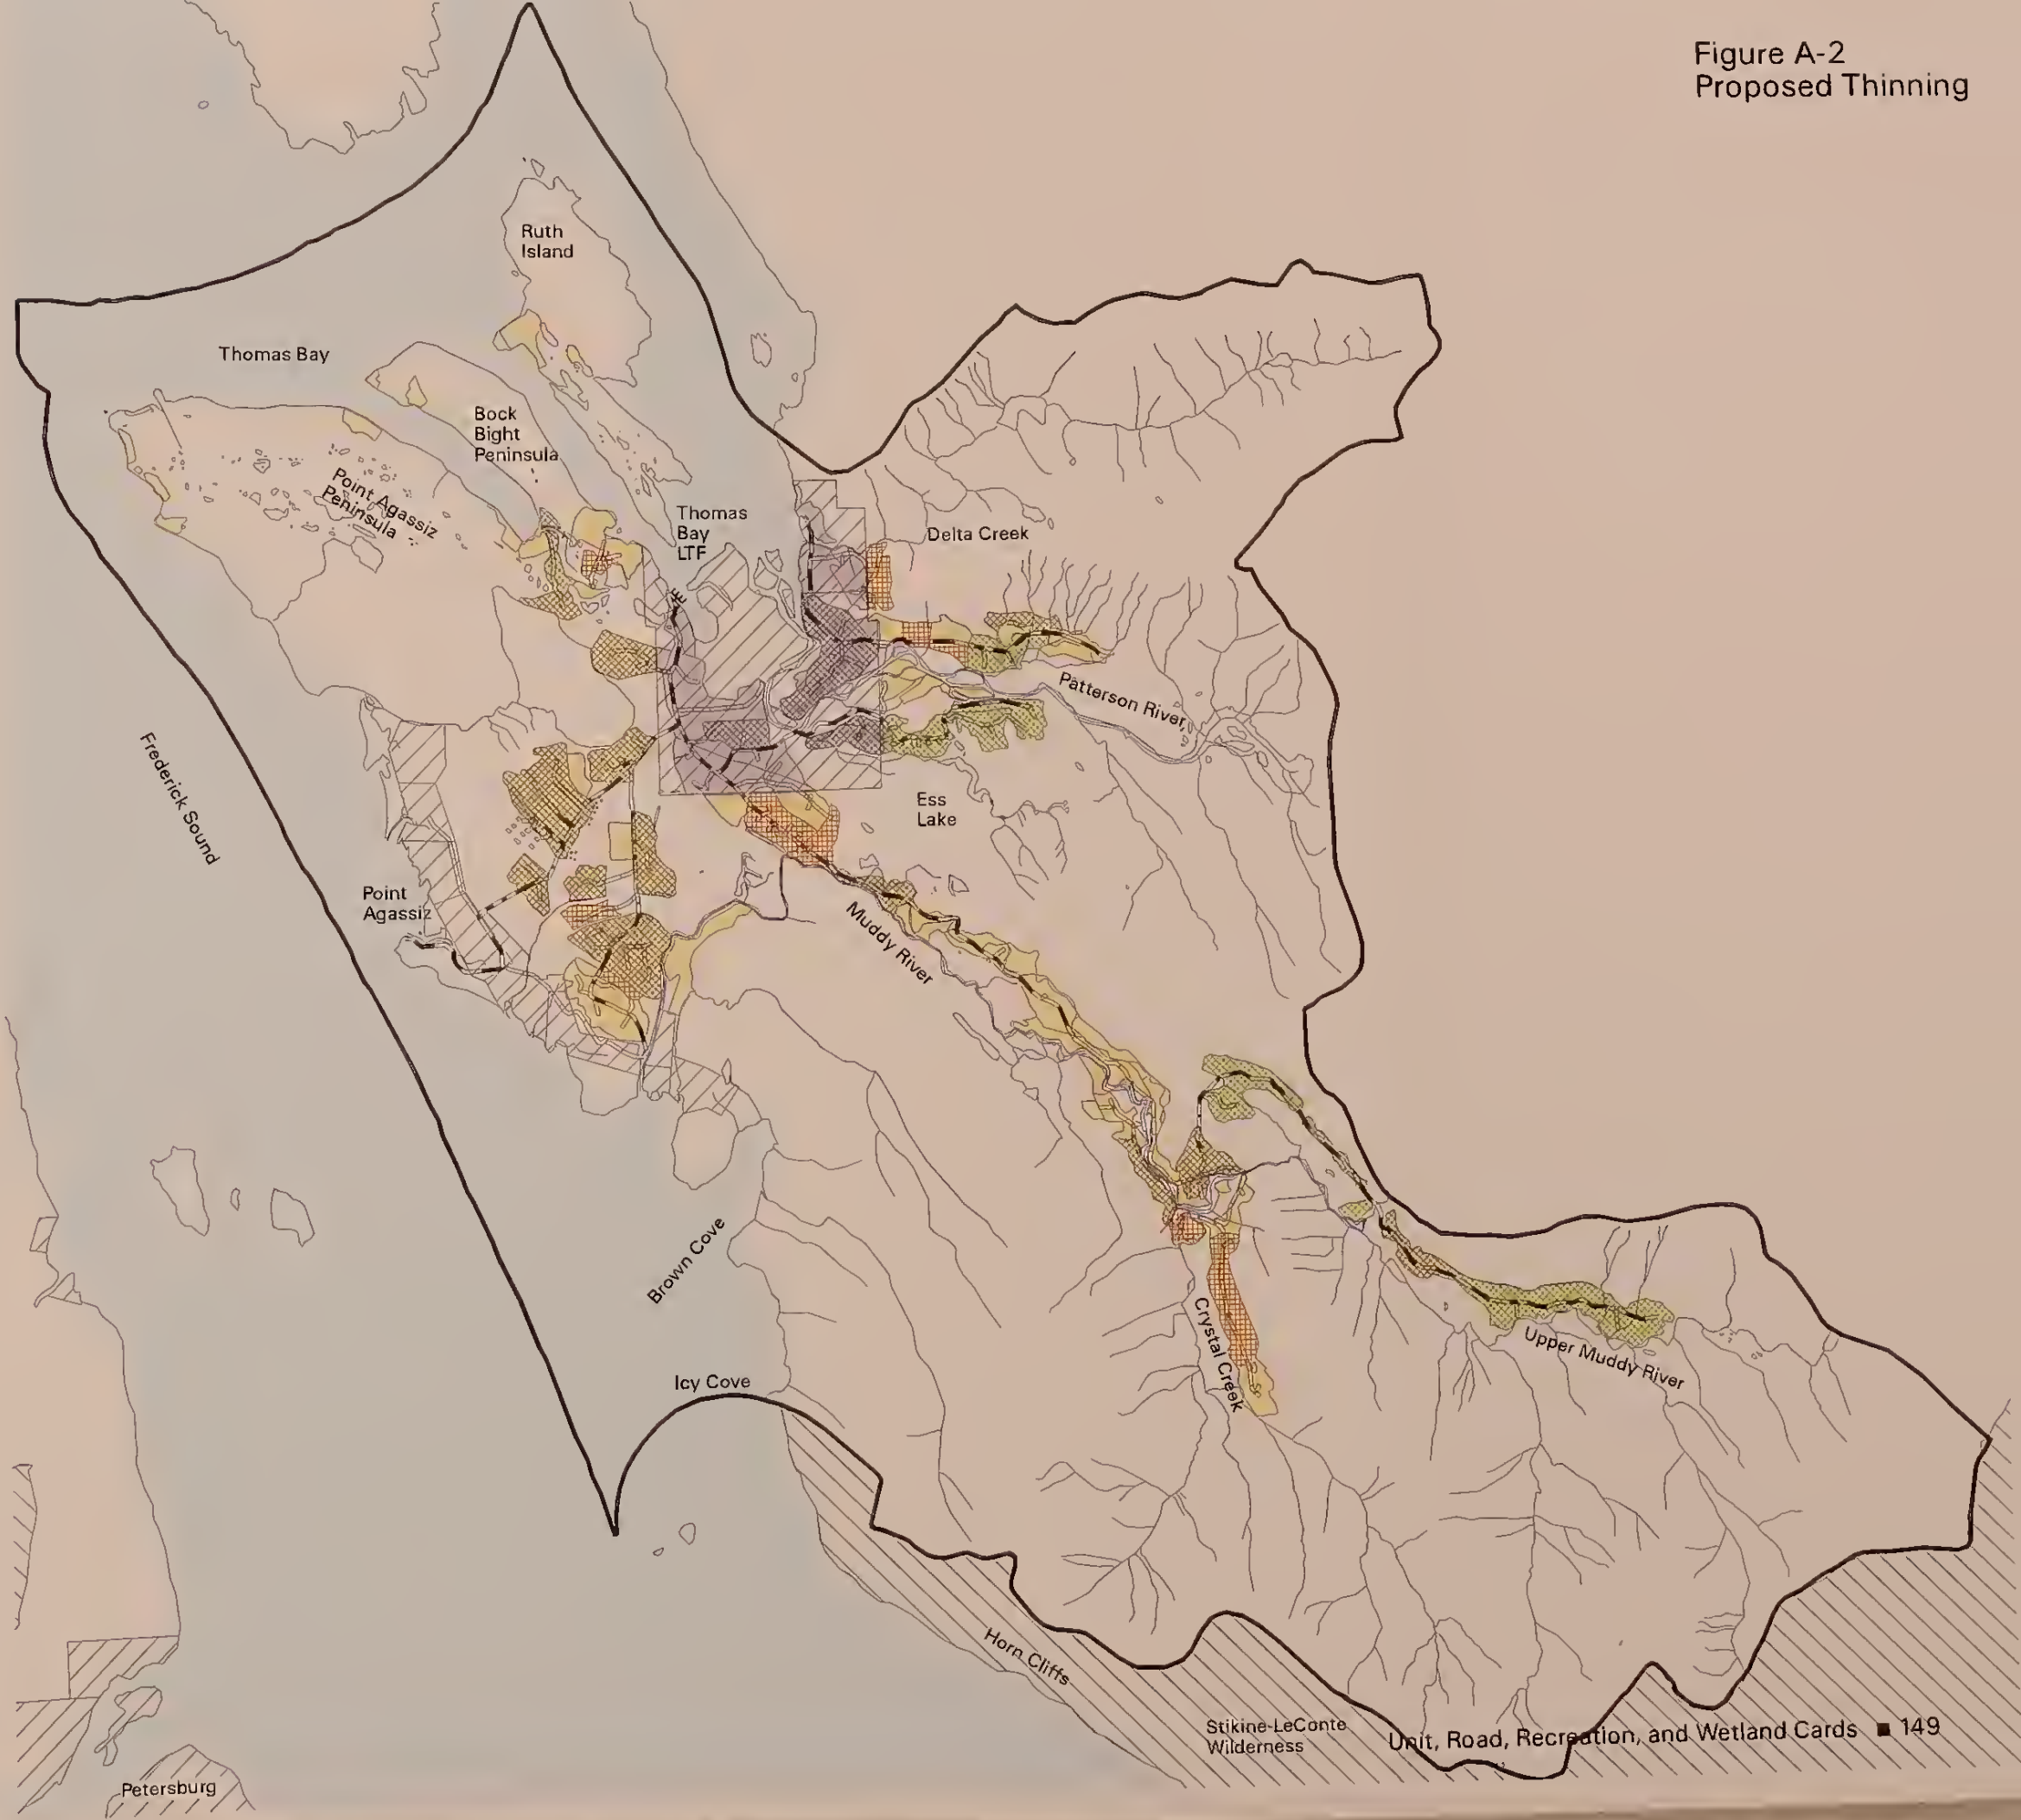 Figure A-2
Proposed Thinning
Ruth
Island
Thomas Bay
Bock
Bight
Peninsula
Point Agassiz
Peninsula
Thomas
Bay
LTF
Delta Creek
Patterson River
Frederick Sound
Ess
Lake
Point
Agassiz
Muddy River
Brown Cove
Crystal Creek
Upper Muddy River
Icy Cove
Horn Cliffs
Stikine-LeConte
Wilderness
Unit, Road, Recreation, and Wetland Cards ■ 149
Petersburg